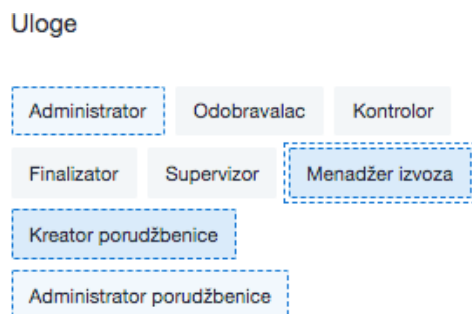 Uloge
Administrator Odobravalac Kontrolor
Finalizator Supervizor Menadžer izvoza
Kreator porudžbenice
Administrator porudžbenice